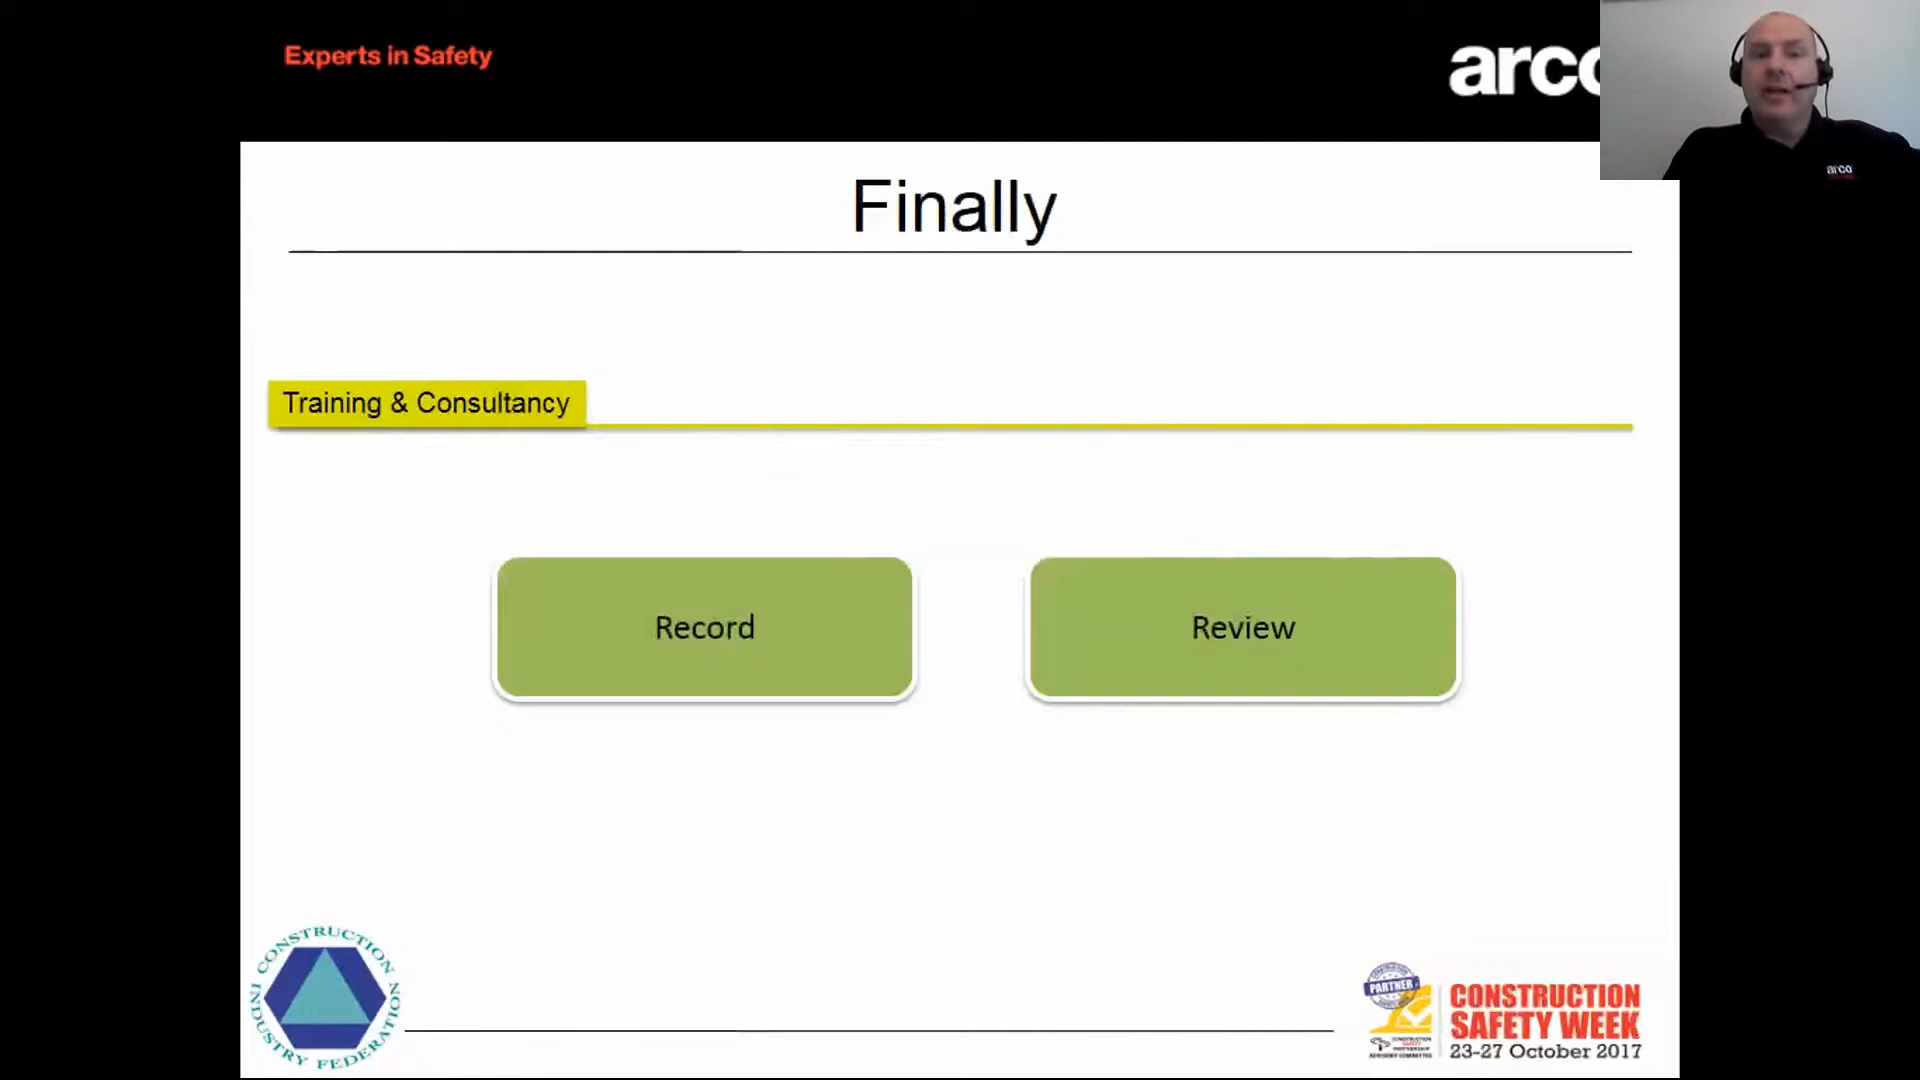 Experts in Safety
arco
arco
Finally
Training & Consultancy
Record
Review
CONSTRUCTION INDUSTRY FEDERATION
PARTNER
CONSTRUCTION
SAFETY WEEK
23-27 October 2017